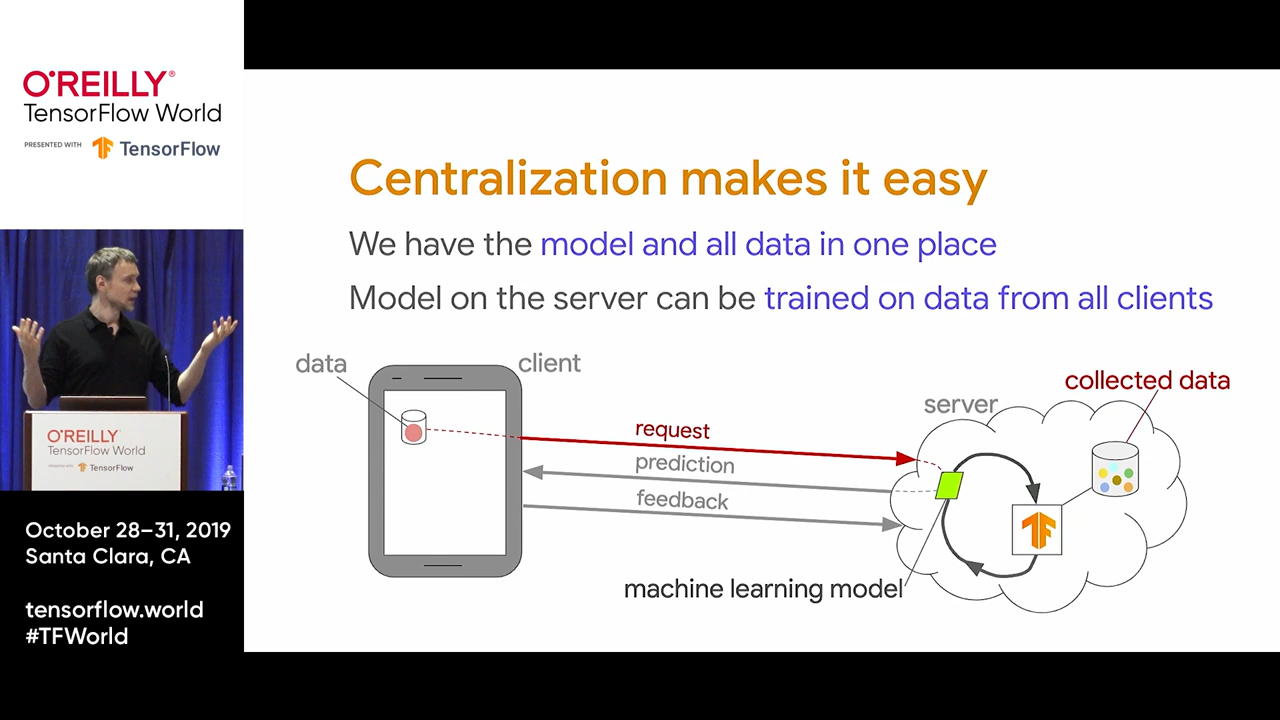 O'REILLY®
TensorFlow World
PRESENTED WITH TensorFlow
Centralization makes it easy
We have the model and all data in one place
Model on the server can be trained on data from all clients
data
client
collected data
server
request
prediction
feedback
machine learning model
O'REILLY
TensorFlow World
TensorFlow
October 28–31, 2019
Santa Clara, CA
tensorflow.world
#TFWorld